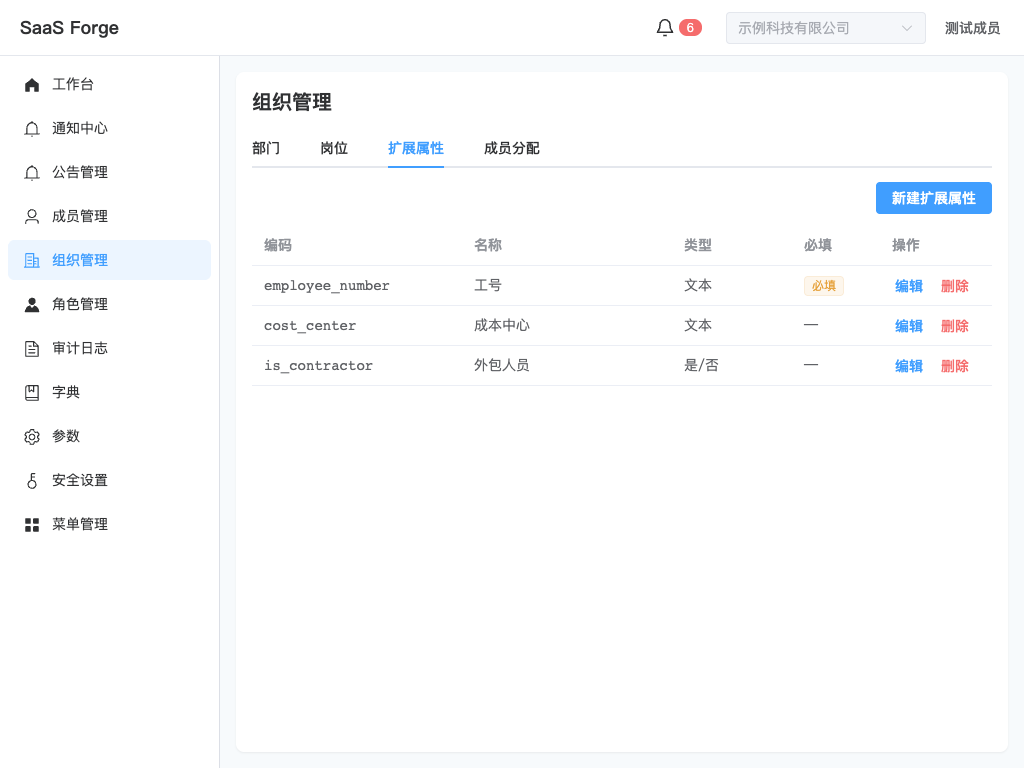 SaaS Forge
6
示例科技有限公司
测试成员
工作台
通知中心
公告管理
成员管理
组织管理
角色管理
审计日志
字典
参数
安全设置
菜单管理
组织管理
部门 岗位 扩展属性 成员分配
新建扩展属性
编码 名称 类型 必填 操作
employee_number 工号 文本 必填 编辑 删除
cost_center 成本中心 文本 — 编辑 删除
is_contractor 外包人员 是/否 — 编辑 删除